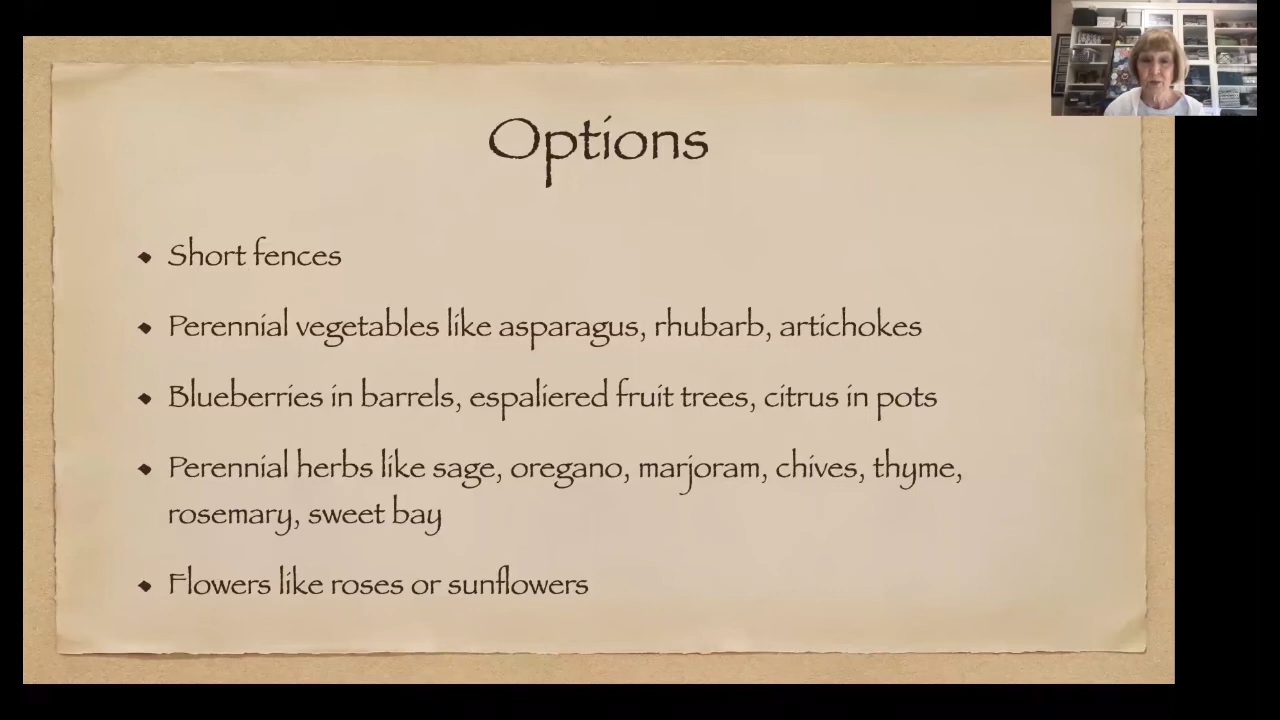 Options
• Short fences
• Perennial vegetables like asparagus, rhubarb, artichokes
• Blueberries in barrels, espaliered fruit trees, citrus in pots
• Perennial herbs like sage, oregano, marjoram, chives, thyme,
rosemary, sweet bay
• Flowers like roses or sunflowers